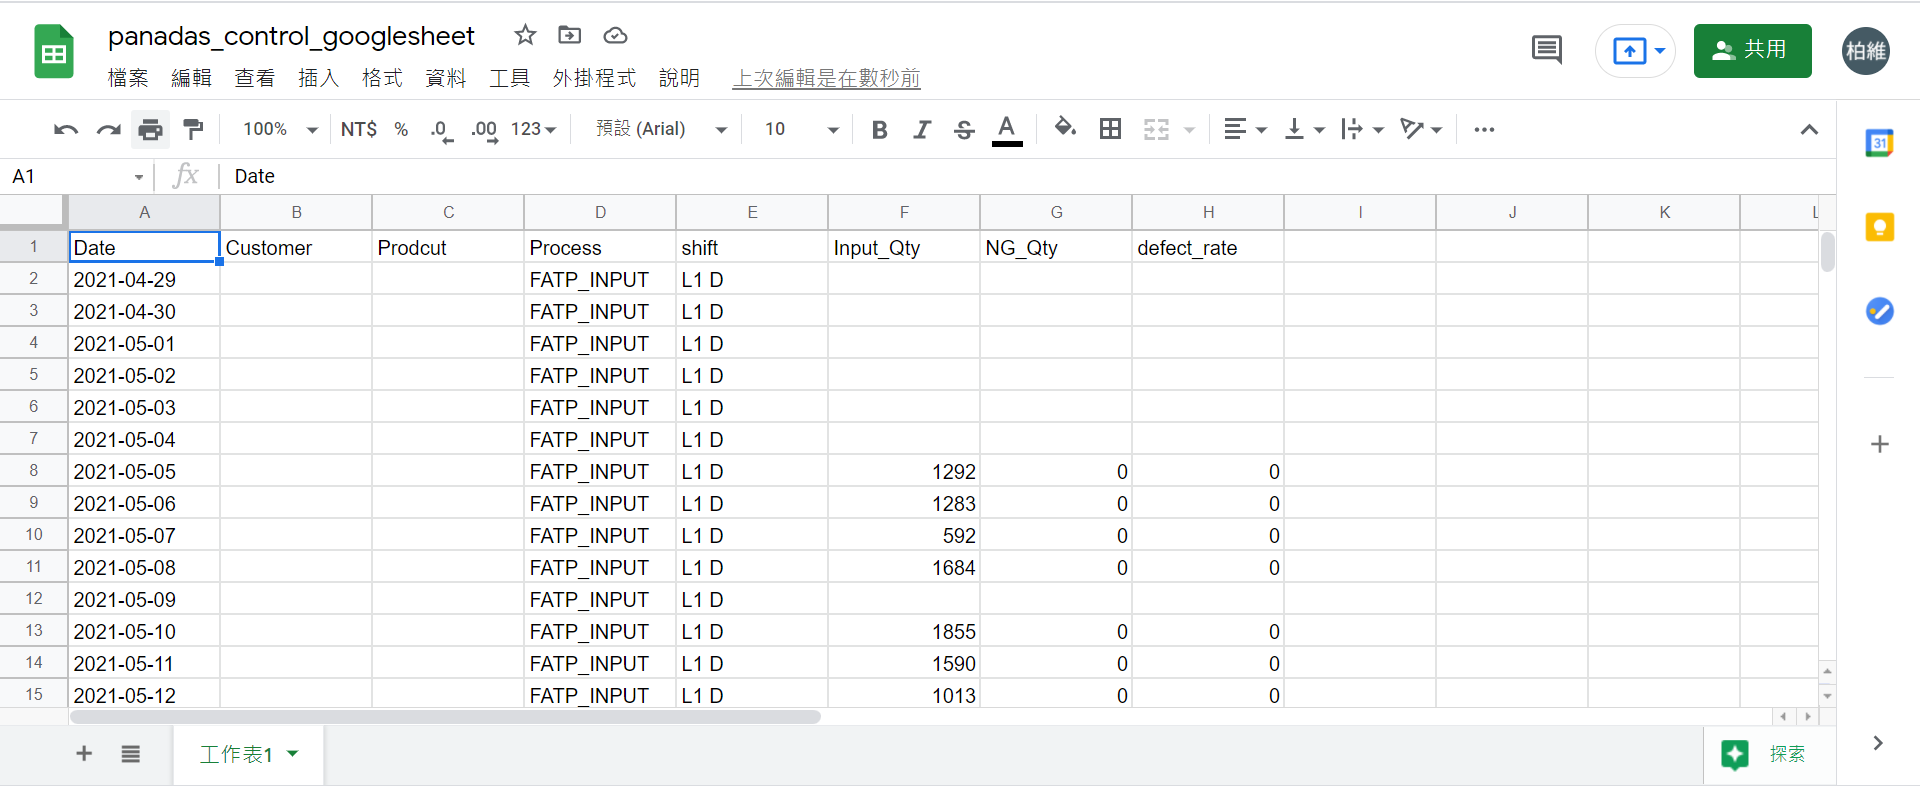 panadas_control_googlesheet
檔案 編輯 查看 插入 格式 資料 工具 外掛程式 說明 上次編輯是在數秒前
共用
柏維
100% NT$ % .0 .00 123 預設 (Arial) 10 B I S A
31
A1 fx Date
A B C D E F G H I J K L
1 Date Customer Prodcut Process shift Input_Qty NG_Qty defect_rate
2 2021-04-29 FATP_INPUT L1 D
3 2021-04-30 FATP_INPUT L1 D
4 2021-05-01 FATP_INPUT L1 D
5 2021-05-02 FATP_INPUT L1 D
6 2021-05-03 FATP_INPUT L1 D
7 2021-05-04 FATP_INPUT L1 D
8 2021-05-05 FATP_INPUT L1 D 1292 0 0
9 2021-05-06 FATP_INPUT L1 D 1283 0 0
10 2021-05-07 FATP_INPUT L1 D 592 0 0
11 2021-05-08 FATP_INPUT L1 D 1684 0 0
12 2021-05-09 FATP_INPUT L1 D
13 2021-05-10 FATP_INPUT L1 D 1855 0 0
14 2021-05-11 FATP_INPUT L1 D 1590 0 0
15 2021-05-12 FATP_INPUT L1 D 1013 0 0
工作表1
探索